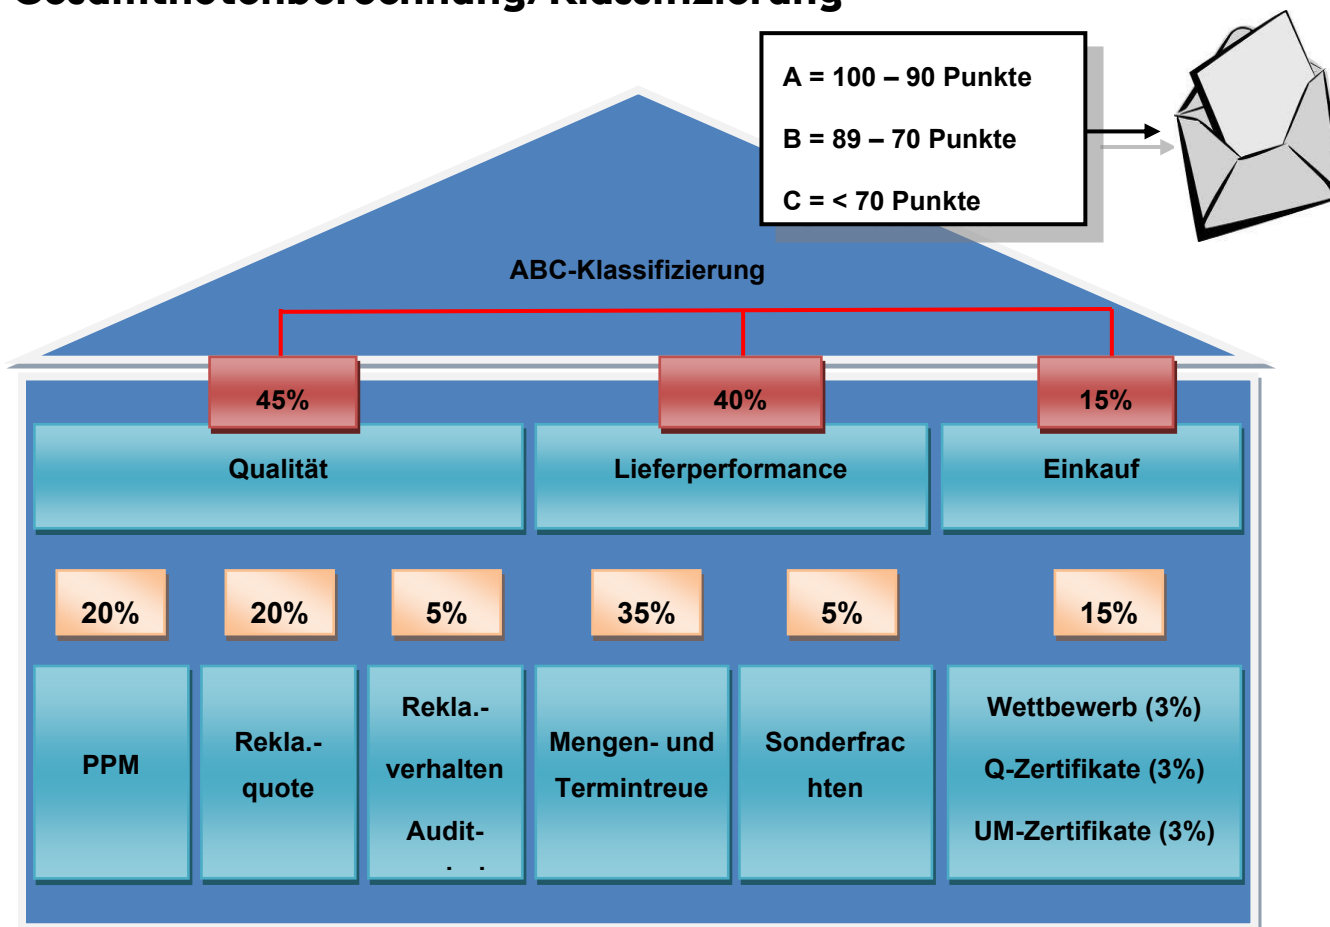 Gesamtnotenberechnung/Klassifizierung
A = 100 – 90 Punkte
B = 89 – 70 Punkte
C = < 70 Punkte
ABC-Klassifizierung
45%
40%
15%
Qualität
Lieferperformance
Einkauf
20%
20%
5%
35%
5%
15%
PPM
Rekla.-
quote
Rekla.-
verhalten
Audit-
Mengen- und
Termintreue
Sonderfrac
hten
Wettbewerb (3%)
Q-Zertifikate (3%)
UM-Zertifikate (3%)